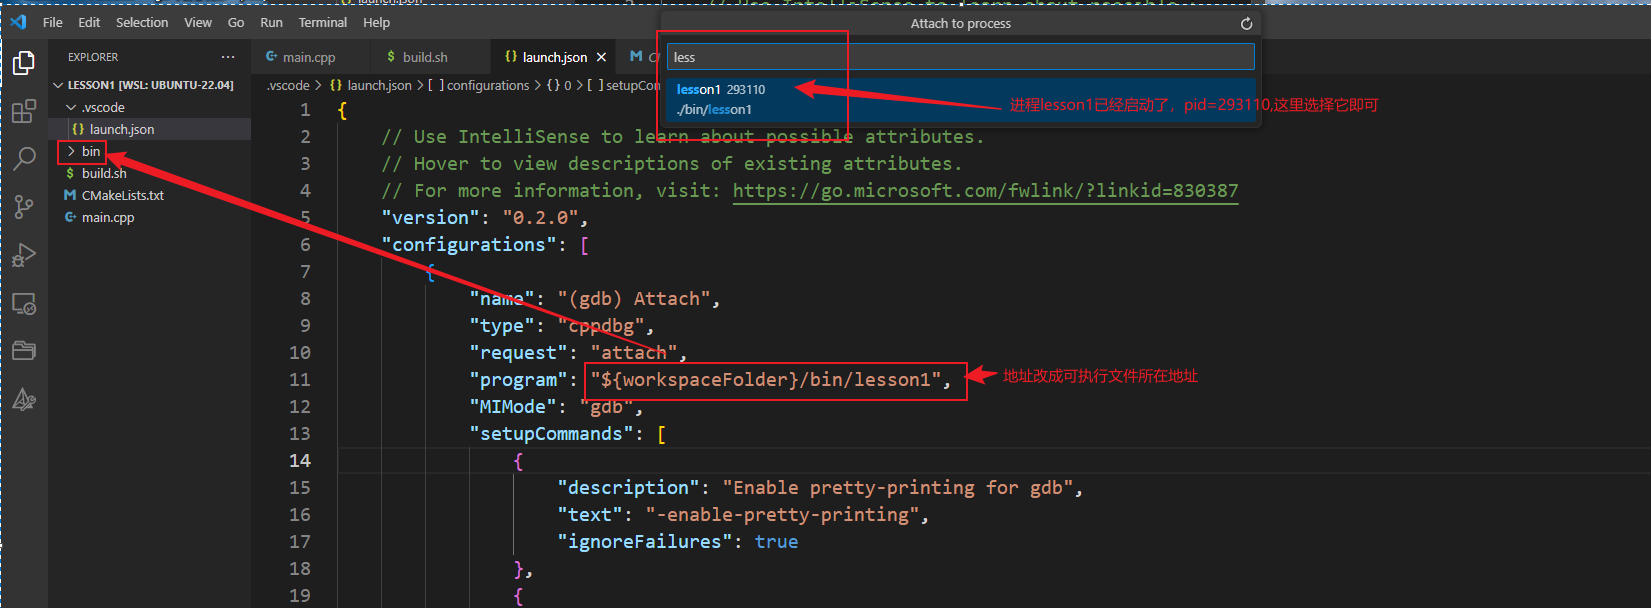 File Edit Selection View Go Run Terminal Help
Attach to process
EXPLORER ···
main.cpp
$ build.sh
{} launch.json
less
LESSON1 [WSL: UBUNTU-22.04]
.vscode
{} launch.json
bin
$ build.sh
M CMakeLists.txt
main.cpp
.vscode > {} launch.json > [ ] configurations > {} 0 > [ ] setupCom
lesson1 293110
./bin/lesson1
进程lesson1已经启动了，pid=293110,这里选择它即可
1 {
2 // Use IntelliSense to learn about possible attributes.
3 // Hover to view descriptions of existing attributes.
4 // For more information, visit: https://go.microsoft.com/fwlink/?linkid=830387
5 "version": "0.2.0",
6 "configurations": [
7 {
8 "name": "(gdb) Attach",
9 "type": "cppdbg",
10 "request": "attach",
11 "program": "${workspaceFolder}/bin/lesson1",
地址改成可执行文件所在地址
12 "MIMode": "gdb",
13 "setupCommands": [
14 {
15 "description": "Enable pretty-printing for gdb",
16 "text": "-enable-pretty-printing",
17 "ignoreFailures": true
18 },
19 {